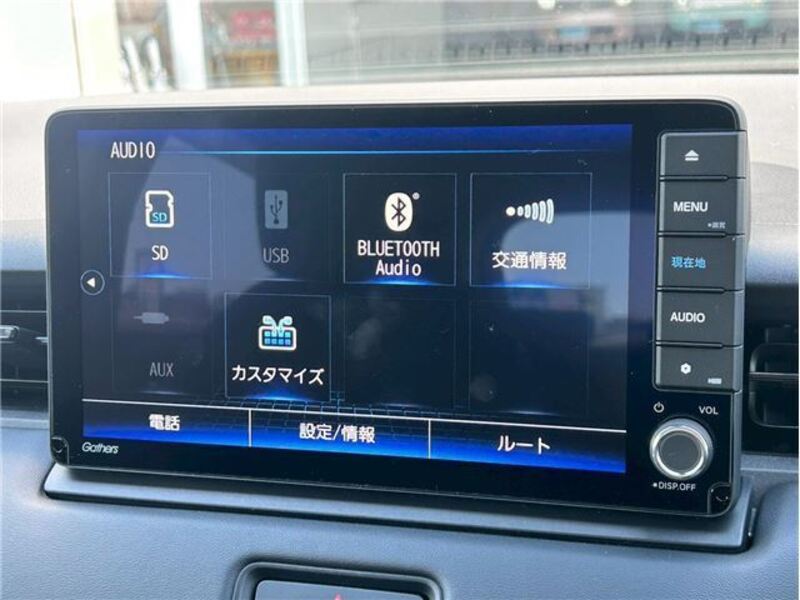 AUDIO
SD
SD
USB
BLUETOOTH
Audio
交通情報
AUX
カスタマイズ
電話
設定/情報
ルート
Gathers
MENU
現在地
AUDIO
VOL
DISP.OFF